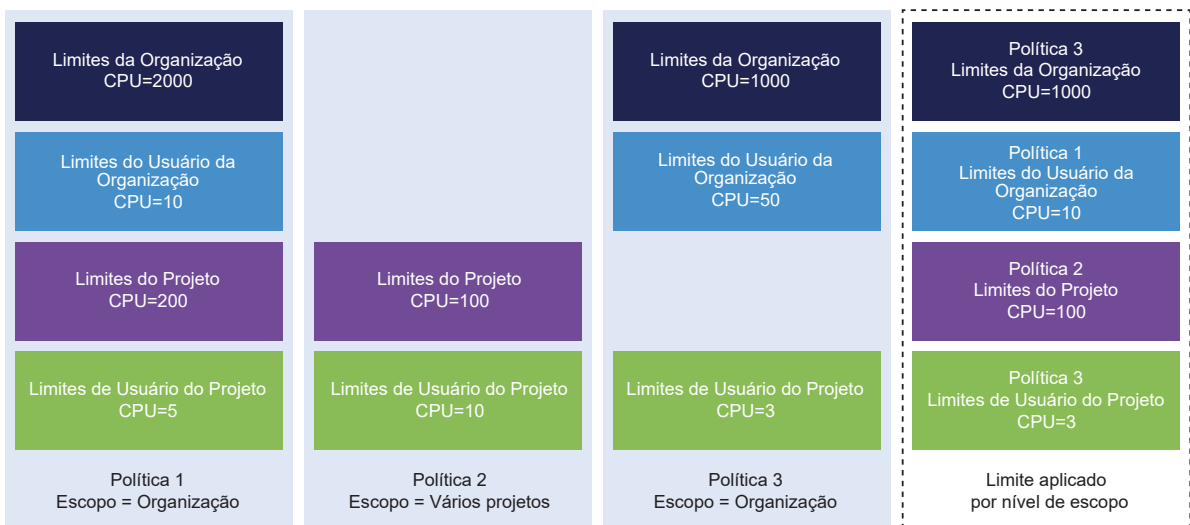 Limites da Organização
CPU=2000
Limites do Usuário da
Organização
CPU=10
Limites do Projeto
CPU=200
Limites de Usuário do Projeto
CPU=5
Política 1
Escopo = Organização
Limites do Projeto
CPU=100
Limites de Usuário do Projeto
CPU=10
Política 2
Escopo = Vários projetos
Limites da Organização
CPU=1000
Limites do Usuário da
Organização
CPU=50
Limites de Usuário do Projeto
CPU=3
Política 3
Escopo = Organização
Política 3
Limites da Organização
CPU=1000
Política 1
Limites do Usuário da
Organização
CPU=10
Política 2
Limites do Projeto
CPU=100
Política 3
Limites de Usuário do Projeto
CPU=3
Limite aplicado
por nível de escopo